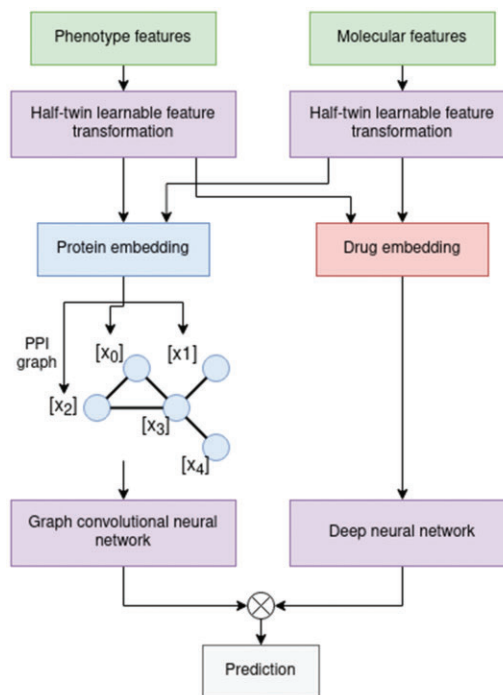 Phenotype features
Molecular features
Half-twin learnable feature
transformation
Half-twin learnable feature
transformation
Protein embedding
Drug embedding
PPI
graph
[x0]
[x1]
[x2]
[x3]
[x4]
Graph convolutional neural
network
Deep neural network
Prediction